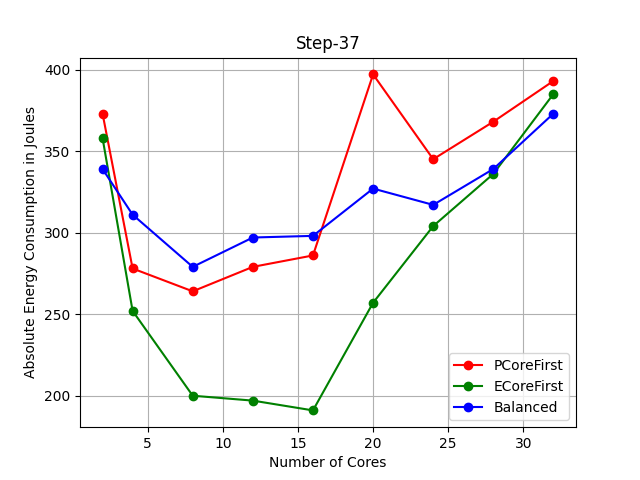 Step-37
Absolute Energy Consumption in Joules
400
350
300
250
200
5 10 15 20 25 30
Number of Cores
PCoreFirst
ECoreFirst
Balanced